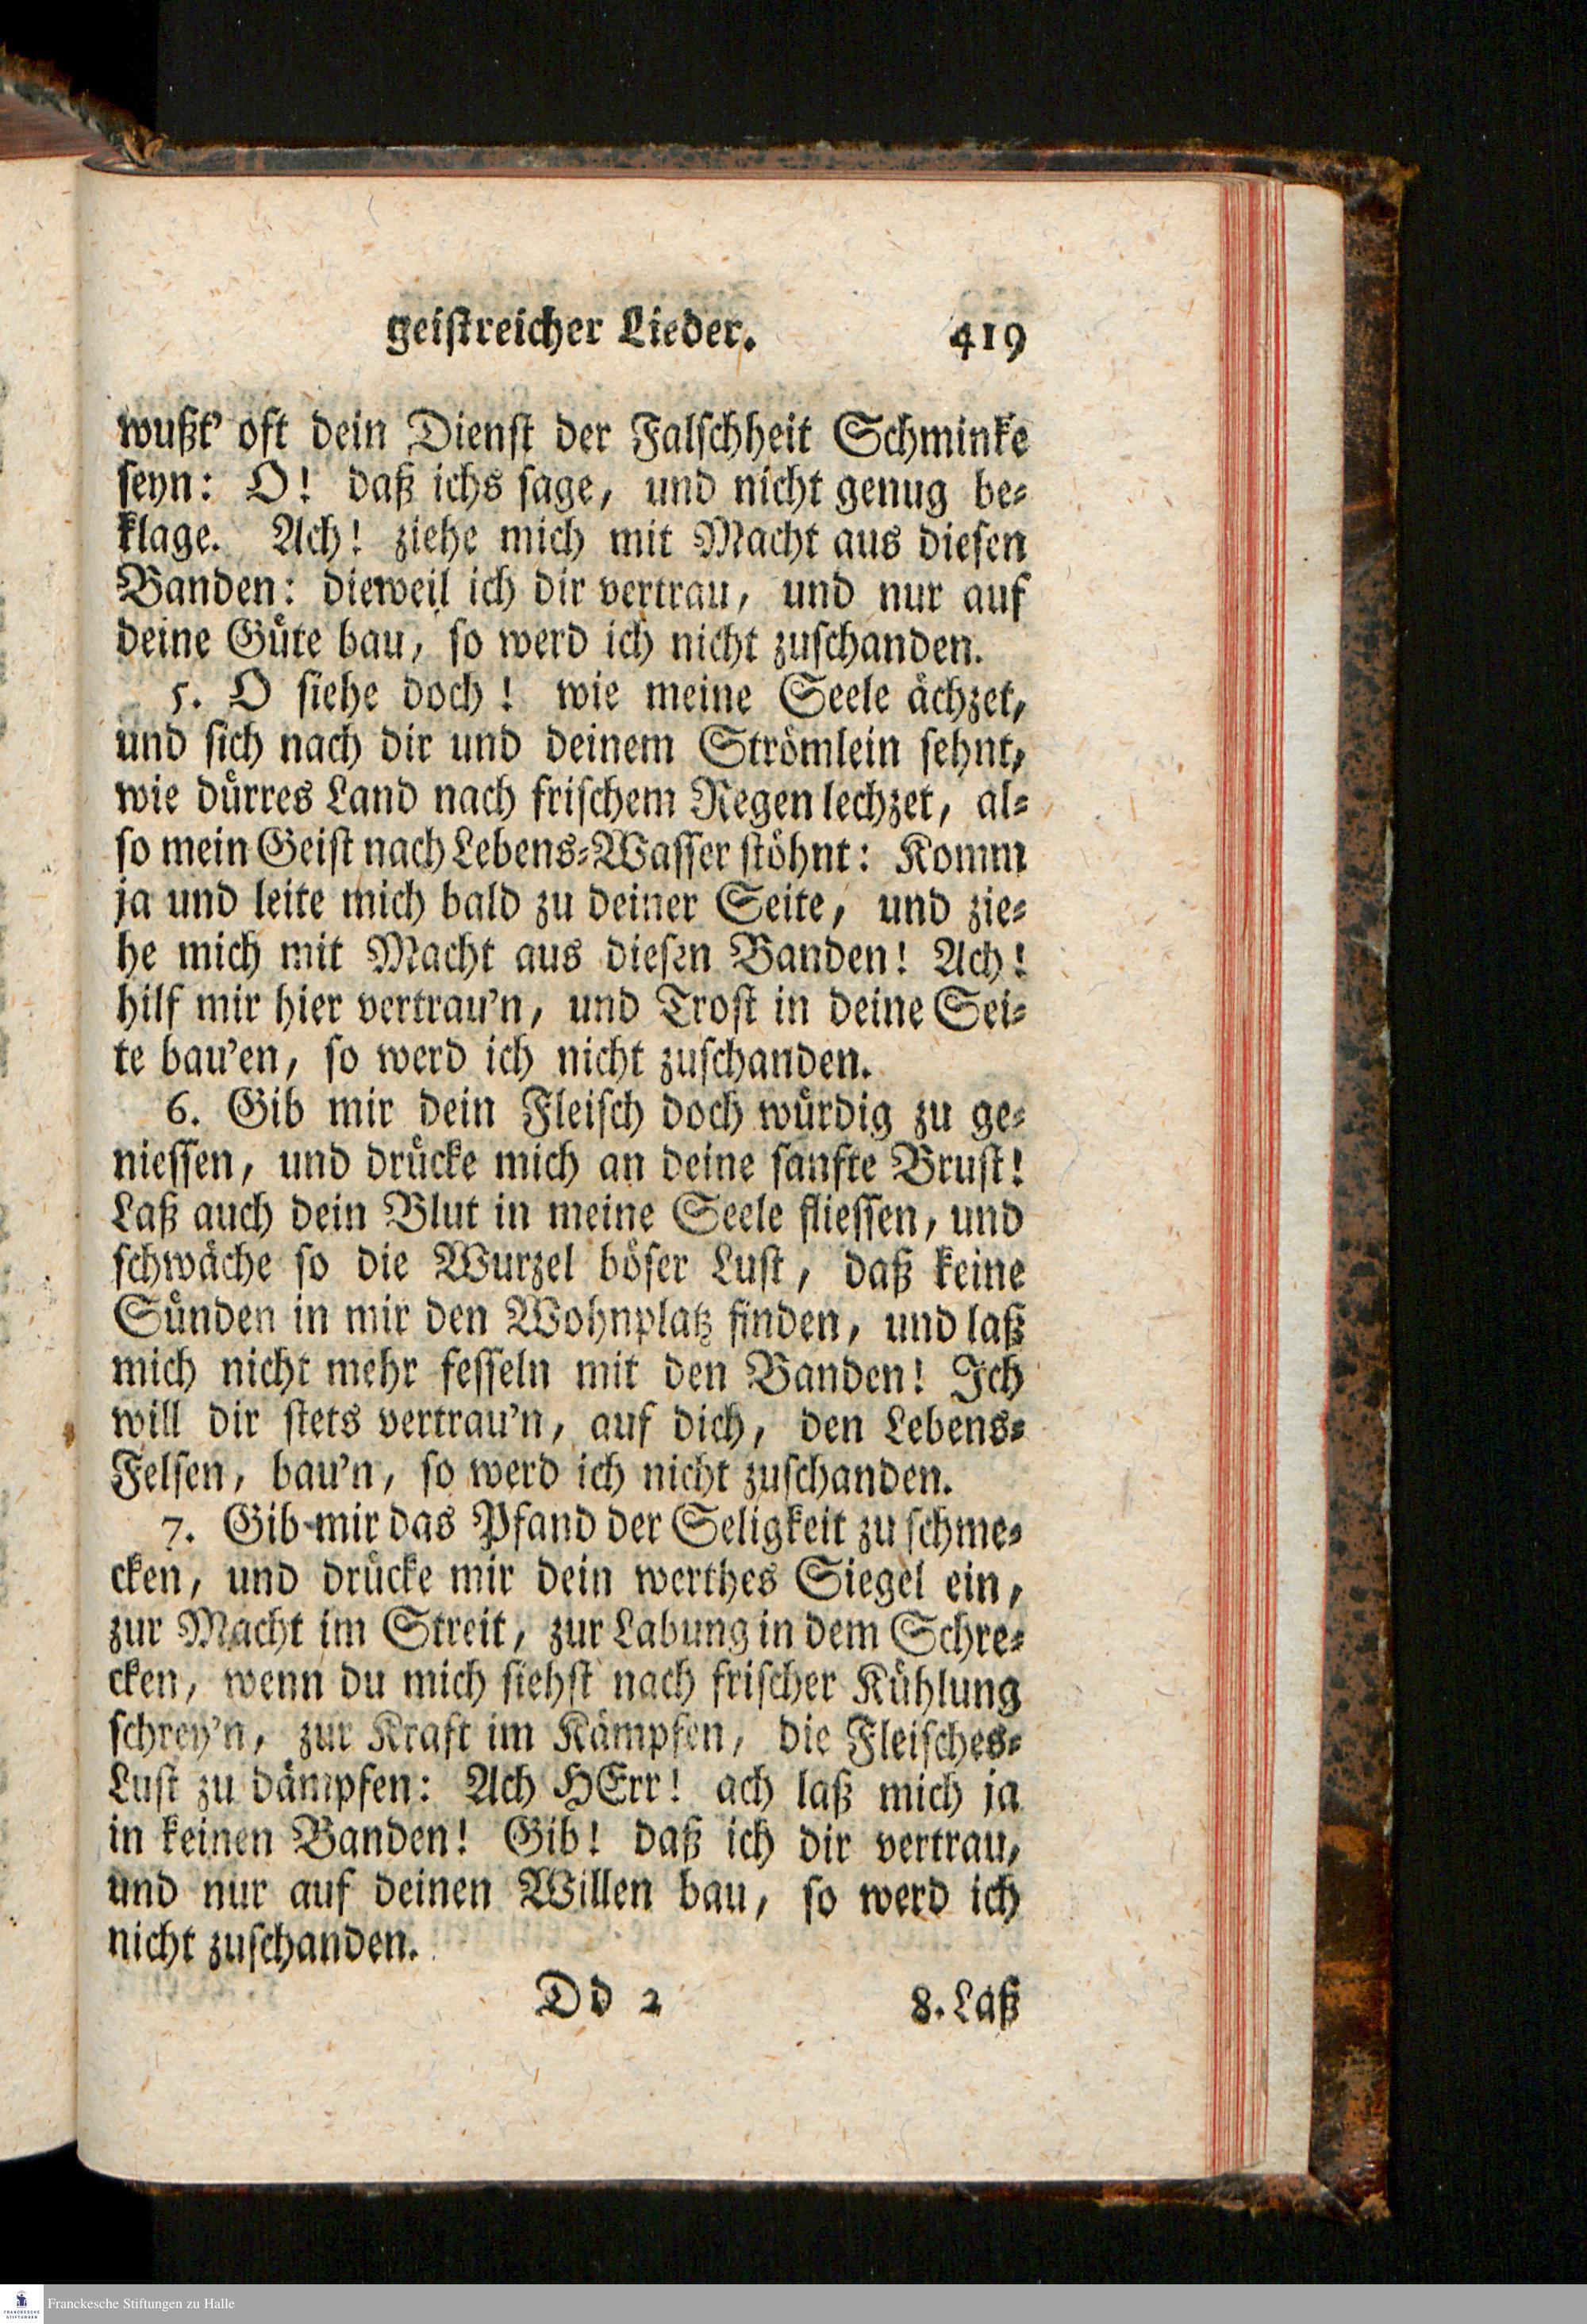 geistreicher Lieder. 419
wußt' oft dein Dienst der Falschheit Schminke
seyn: O! daß ichs sage, und nicht genug be-
klage. Ach! ziehe mich mit Macht aus diesen
Banden: dieweil ich dir vertrau, und nur auf
deine Güte bau, so werd ich nicht zuschanden.
5. O siehe doch! wie meine Seele ächzet,
und sich nach dir und deinem Strömlein sehnt,
wie dürres Land nach frischem Regen lechzet, al-
so mein Geist nach Lebens-Wasser stöhnt: Komm
ja und leite mich bald zu deiner Seite, und zie-
he mich mit Macht aus diesen Banden! Ach!
hilf mir hier vertrau'n, und Trost in deine Sei-
te bau'en, so werd ich nicht zuschanden.
6. Gib mir dein Fleisch doch würdig zu ge-
niessen, und drücke mich an deine sanfte Brust!
Laß auch dein Blut in meine Seele fliessen, und
schwäche so die Wurzel böser Lust, daß keine
Sünden in mir den Wohnplatz finden, und laß
mich nicht mehr fesseln mit den Banden! Ich
will dir stets vertrau'n, auf dich, den Lebens-
Felsen, bau'n, so werd ich nicht zuschanden.
7. Gib mir das Pfand der Seligkeit zu schme-
cken, und drücke mir dein werthes Siegel ein,
zur Macht im Streit, zur Labung in dem Schre-
cken, wenn du mich siehst nach frischer Kühlung
schrey'n, zur Kraft im Kämpfen, die Fleisches-
Lust zu dämpfen: Ach HErr! ach laß mich ja
in keinen Banden! Gib! daß ich dir vertrau,
und nur auf deinen Willen bau, so werd ich
nicht zuschanden.
Dd 2 8. Laß
FRANCKESCHE
STIFTUNGEN
Franckesche Stiftungen zu Halle